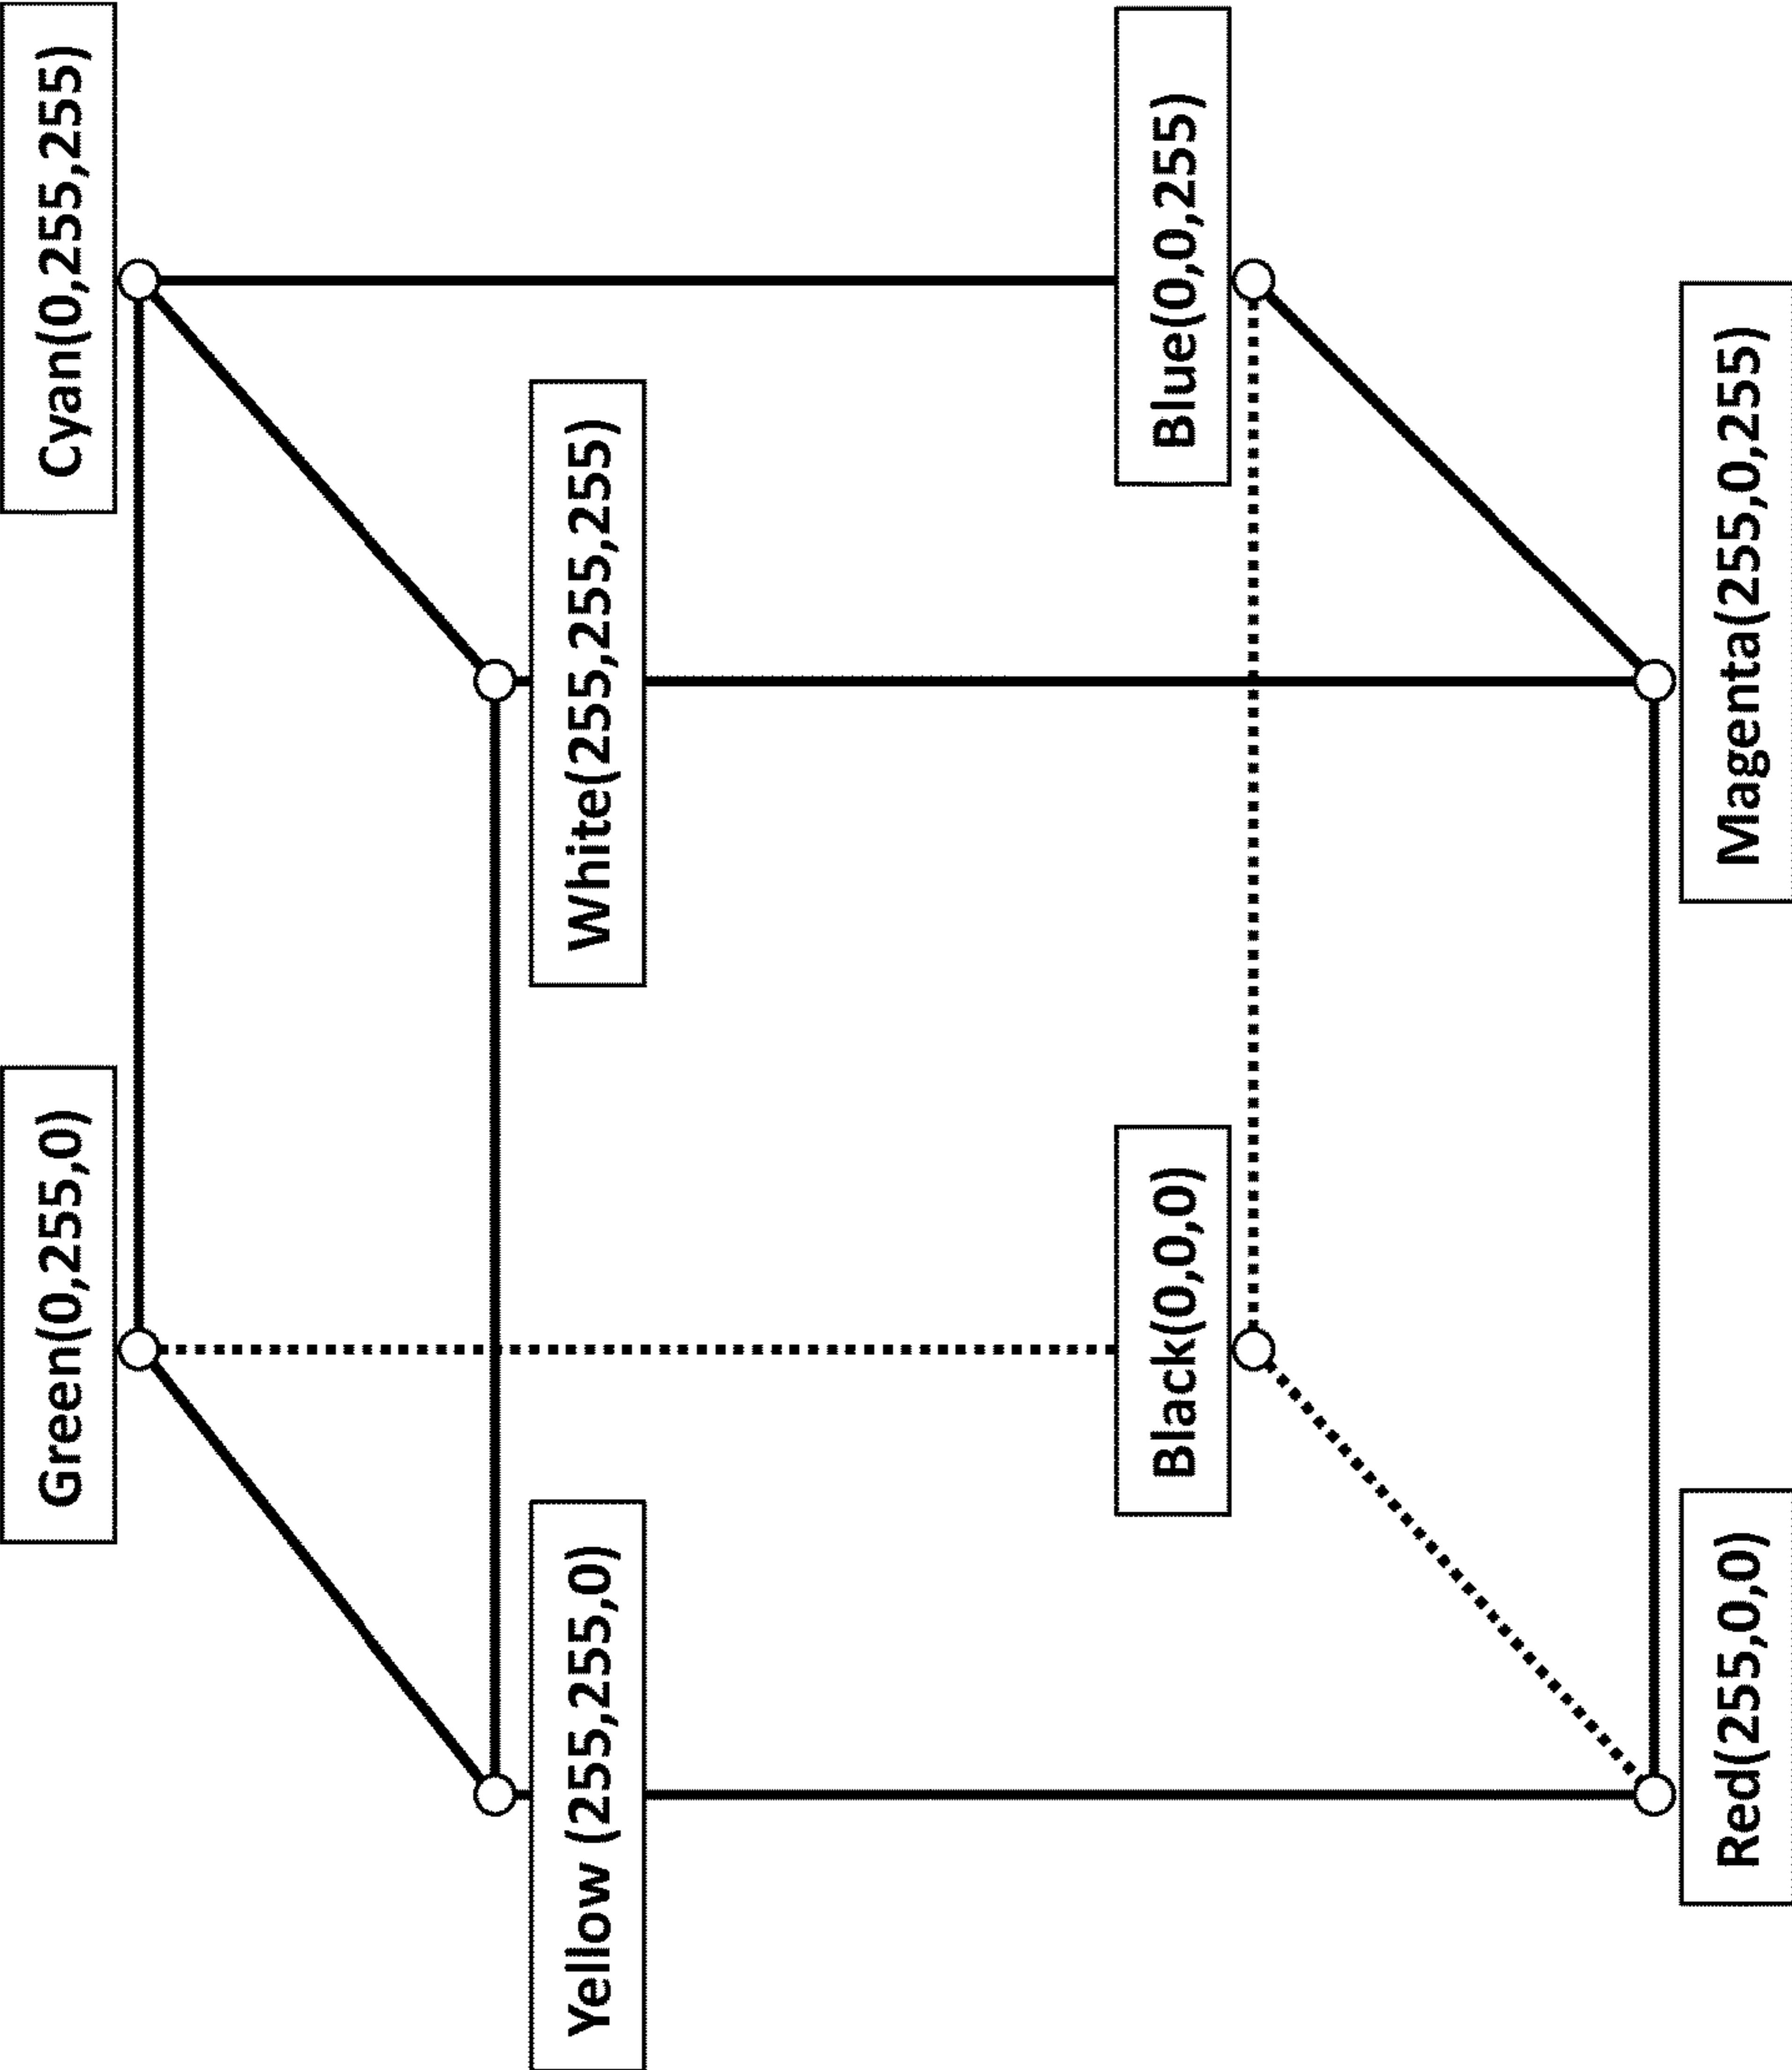 Green(0,255,0)
Cyan(0,255,255)
Yellow (255,255,0)
White(255,255,255)
Black(0,0,0)
Blue(0,0,255)
Red(255,0,0)
Magenta(255,0,255)